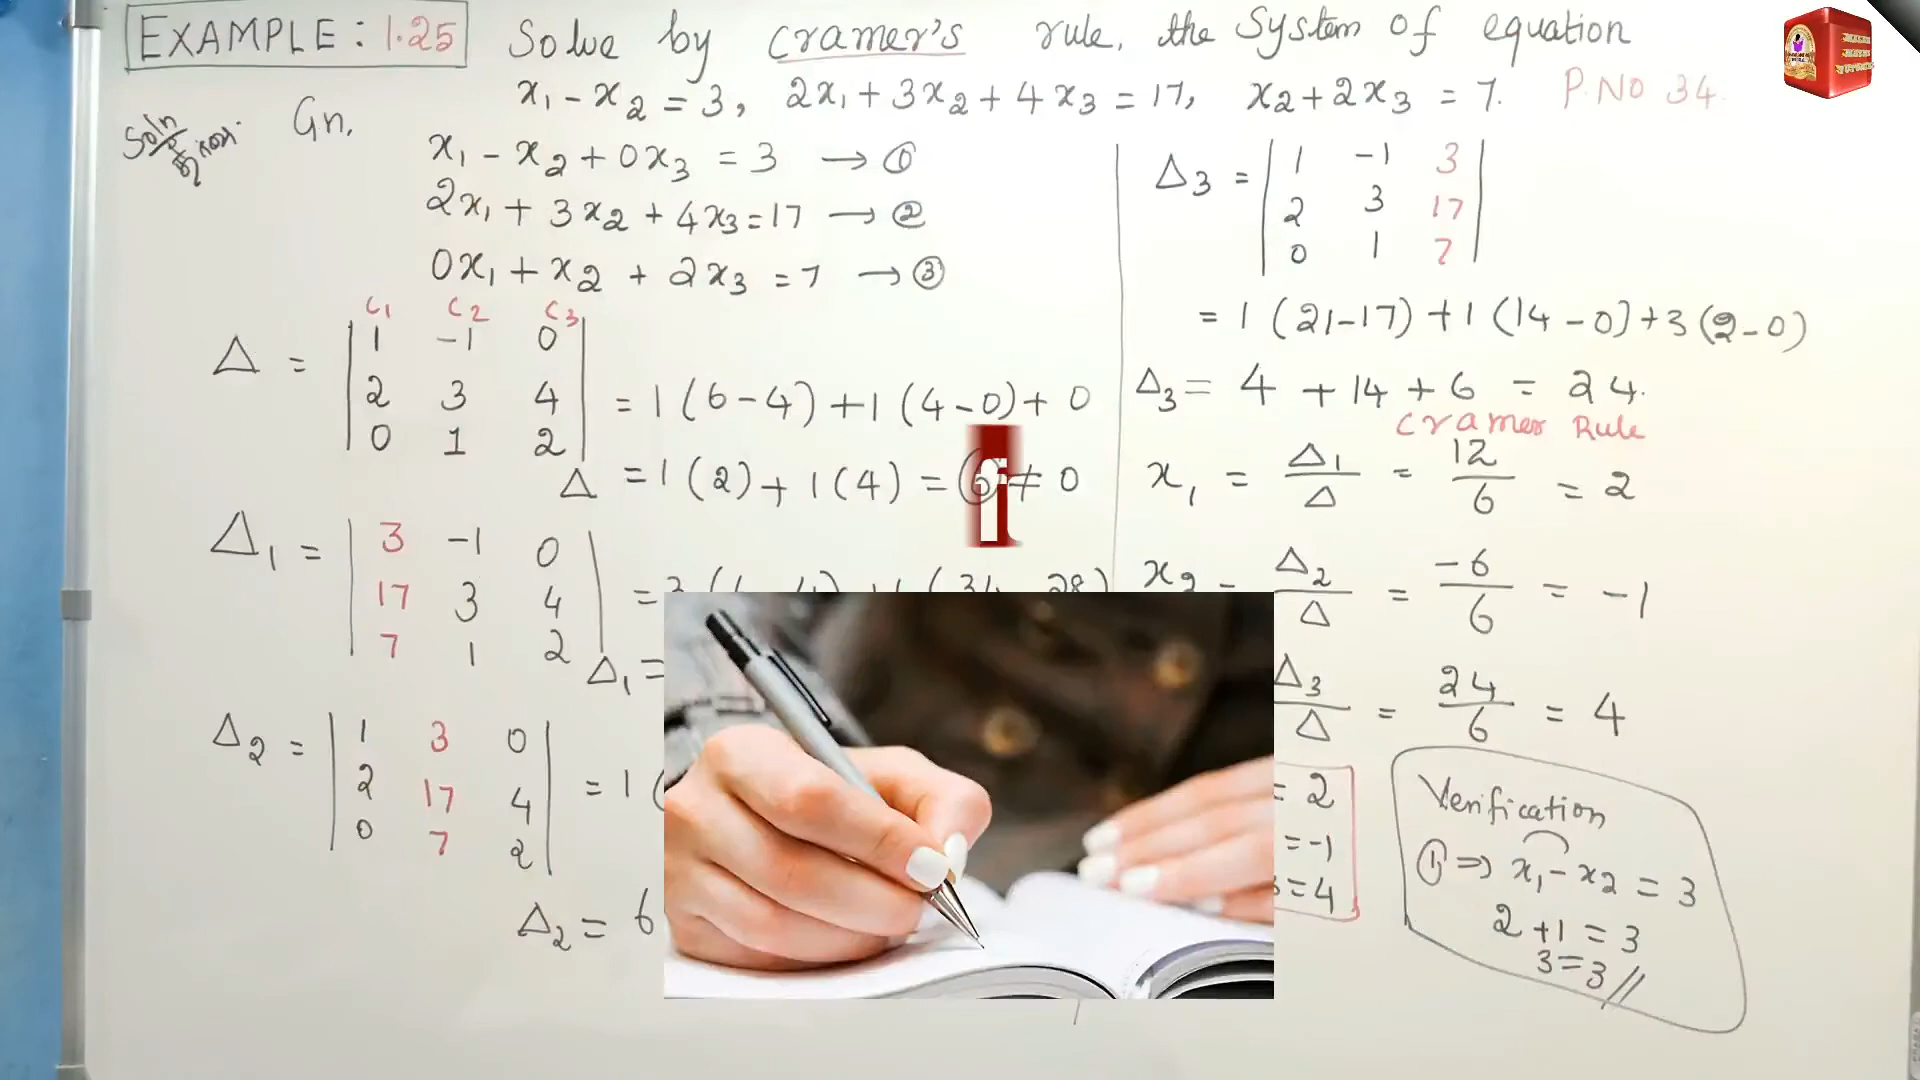 EXAMPLE: 1.25 Solve by cramer's rule, the System of equation
x₁ - x₂ = 3, 2x₁ + 3x₂ + 4x₃ = 17, x₂ + 2x₃ = 7. P.No 34.
Soln
Gn.
x₁ - x₂ + 0x₃ = 3 → ①
2x₁ + 3x₂ + 4x₃ = 17 → ②
0x₁ + x₂ + 2x₃ = 7 → ③
C₁ C₂ C₃
Δ = | 1 -1 0 |
| 2 3 4 | = 1 (6-4) + 1 (4-0) + 0
| 0 1 2 |
Δ = 1 (2) + 1 (4) = 6 ≠ 0
Δ₁ = | 3 -1 0 |
| 17 3 4 |
| 7 1 2 |
Δ₁ =
Δ₂ = | 1 3 0 |
| 2 17 4 | = 1 (
| 0 7 2 |
Δ₂ = 6
Δ₃ = | 1 -1 3 |
| 2 3 17 |
| 0 1 7 |
= 1 (21-17) + 1 (14-0) + 3 (2-0)
Δ₃ = 4 + 14 + 6 = 24.
Cramer Rule
x₁ = Δ₁/Δ = 12/6 = 2
x₂ = Δ₂/Δ = -6/6 = -1
Δ₃/Δ = 24/6 = 4
= 2
= -1
= 4
Verification
① ⇒ x₁ - x₂ = 3
2 + 1 = 3
3 = 3 //
f